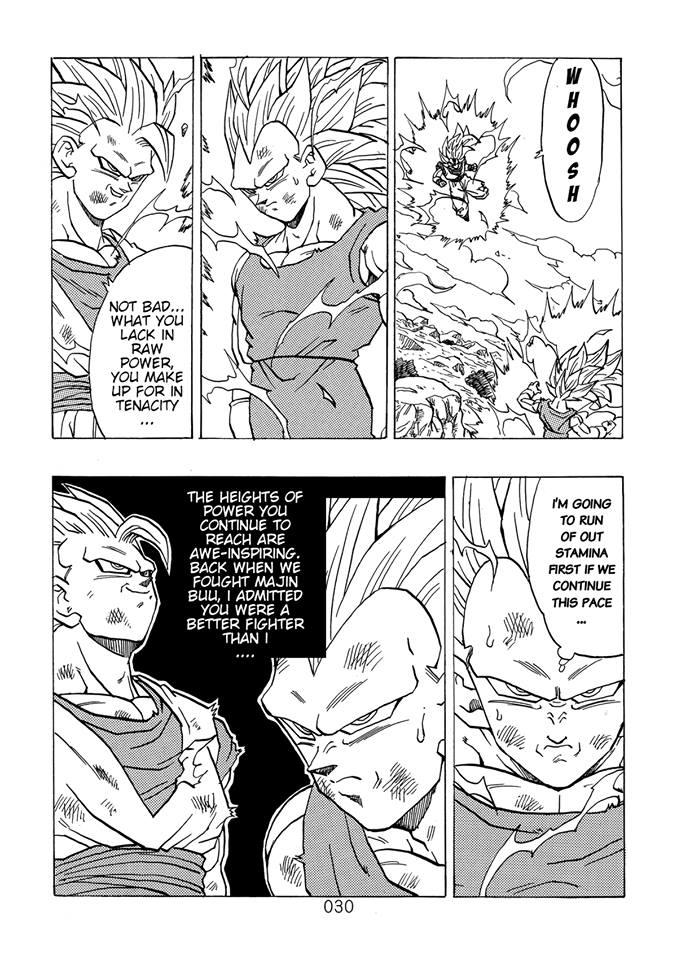 WHOOSH
NOT BAD...
WHAT YOU
LACK IN
RAW
POWER,
YOU MAKE
UP FOR IN
TENACITY
...
I'M GOING
TO RUN
OF OUT
STAMINA
FIRST IF WE
CONTINUE
THIS PACE
...
THE HEIGHTS OF
POWER YOU
CONTINUE TO
REACH ARE
AWE-INSPIRING.
BACK WHEN WE
FOUGHT MAJIN
BUU, I ADMITTED
YOU WERE A
BETTER FIGHTER
THAN I
....
030